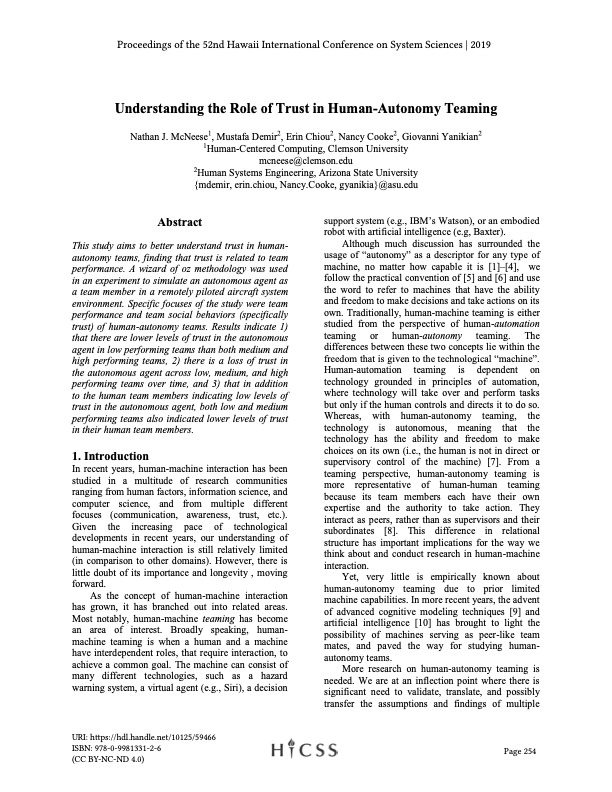 Proceedings of the 52nd Hawaii International Conference on System Sciences | 2019
Understanding the Role of Trust in Human-Autonomy Teaming
Nathan J. McNeese1, Mustafa Demir2, Erin Chiou2, Nancy Cooke2, Giovanni Yanikian2
1Human-Centered Computing, Clemson University
mcneese@clemson.edu
2Human Systems Engineering, Arizona State University
{mdemir, erin.chiou, Nancy.Cooke, gyanikia}@asu.edu
Abstract
This study aims to better understand trust in human-
autonomy teams, finding that trust is related to team
performance. A wizard of oz methodology was used
in an experiment to simulate an autonomous agent as
a team member in a remotely piloted aircraft system
environment. Specific focuses of the study were team
performance and team social behaviors (specifically
trust) of human-autonomy teams. Results indicate 1)
that there are lower levels of trust in the autonomous
agent in low performing teams than both medium and
high performing teams, 2) there is a loss of trust in
the autonomous agent across low, medium, and high
performing teams over time, and 3) that in addition
to the human team members indicating low levels of
trust in the autonomous agent, both low and medium
performing teams also indicated lower levels of trust
in their human team members.
1. Introduction
In recent years, human-machine interaction has been
studied in a multitude of research communities
ranging from human factors, information science, and
computer science, and from multiple different
focuses (communication, awareness, trust, etc.).
Given the increasing pace of technological
developments in recent years, our understanding of
human-machine interaction is still relatively limited
(in comparison to other domains). However, there is
little doubt of its importance and longevity , moving
forward.
As the concept of human-machine interaction
has grown, it has branched out into related areas.
Most notably, human-machine teaming has become
an area of interest. Broadly speaking, human-
machine teaming is when a human and a machine
have interdependent roles, that require interaction, to
achieve a common goal. The machine can consist of
many different technologies, such as a hazard
warning system, a virtual agent (e.g., Siri), a decision
support system (e.g., IBM's Watson), or an embodied
robot with artificial intelligence (e.g, Baxter).
Although much discussion has surrounded the
usage of “autonomy” as a descriptor for any type of
machine, no matter how capable it is [1]–[4], we
follow the practical convention of [5] and [6] and use
the word to refer to machines that have the ability
and freedom to make decisions and take actions on its
own. Traditionally, human-machine teaming is either
studied from the perspective of human-automation
teaming or human-autonomy teaming. The
differences between these two concepts lie within the
freedom that is given to the technological “machine”.
Human-automation teaming is dependent on
technology grounded in principles of automation,
where technology will take over and perform tasks
but only if the human controls and directs it to do so.
Whereas, with human-autonomy teaming, the
technology is autonomous, meaning that the
technology has the ability and freedom to make
choices on its own (i.e., the human is not in direct or
supervisory control of the machine) [7]. From a
teaming perspective, human-autonomy teaming is
more representative of human-human teaming
because its team members each have their own
expertise and the authority to take action. They
interact as peers, rather than as supervisors and their
subordinates [8]. This difference in relational
structure has important implications for the way we
think about and conduct research in human-machine
interaction.
Yet, very little is empirically known about
human-autonomy teaming due to prior limited
machine capabilities. In more recent years, the advent
of advanced cognitive modeling techniques [9] and
artificial intelligence [10] has brought to light the
possibility of machines serving as peer-like team
mates, and paved the way for studying human-
autonomy teams.
More research on human-autonomy teaming is
needed. We are at an inflection point where there is
significant need to validate, translate, and possibly
transfer the assumptions and findings of multiple
URI: https://hdl.handle.net/10125/59466
ISBN: 978-0-9981331-2-6
(CC BY-NC-ND 4.0)
HICSS
Page 254